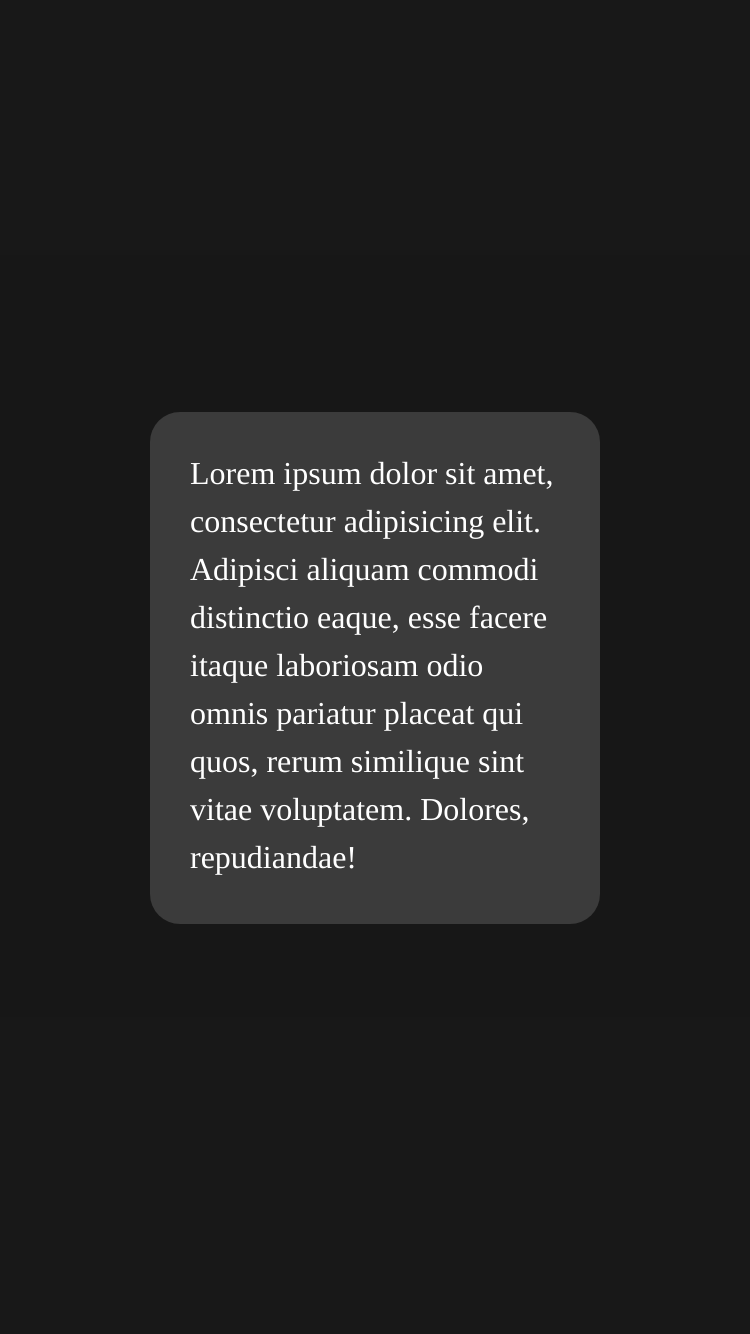 Lorem ipsum dolor sit amet,
consectetur adipisicing elit.
Adipisci aliquam commodi
distinctio eaque, esse facere
itaque laboriosam odio
omnis pariatur placeat qui
quos, rerum similique sint
vitae voluptatem. Dolores,
repudiandae!